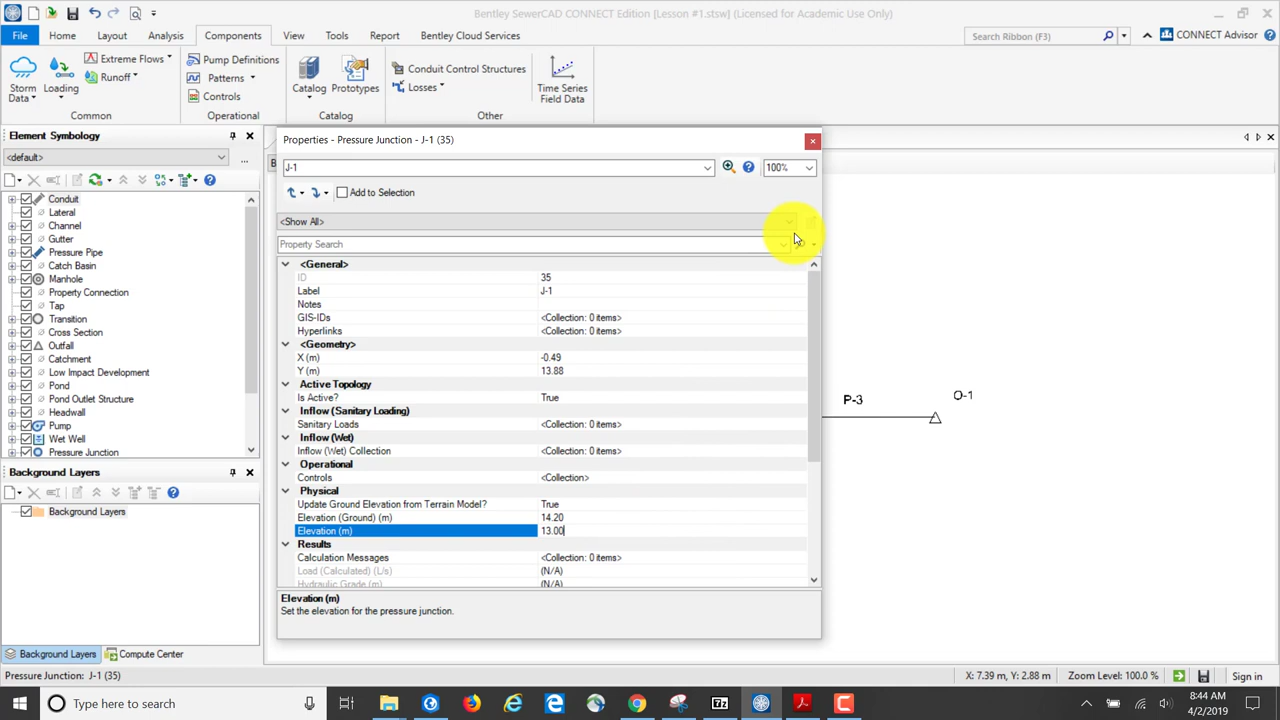 Bentley SewerCAD CONNECT Edition [Lesson #1.stsw] (Licensed for Academic Use Only)
File Home Layout Analysis Components View Tools Report Bentley Cloud Services
Search Ribbon (F3)
CONNECT Advisor
Storm Data
Loading
Extreme Flows
Runoff
Common
Pump Definitions
Patterns
Controls
Operational
Catalog
Prototypes
Catalog
Conduit Control Structures
Losses
Other
Time Series Field Data
Element Symbology
<default>
...
Conduit
Lateral
Channel
Gutter
Pressure Pipe
Catch Basin
Manhole
Property Connection
Tap
Transition
Cross Section
Outfall
Catchment
Low Impact Development
Pond
Pond Outlet Structure
Headwall
Pump
Wet Well
Pressure Junction
Background Layers
Background Layers
Background Layers
Compute Center
Properties - Pressure Junction - J-1 (35)
J-1
100%
Add to Selection
<Show All>
Property Search
<General>
ID 35
Label J-1
Notes
GIS-IDs <Collection: 0 items>
Hyperlinks <Collection: 0 items>
<Geometry>
X (m) -0.49
Y (m) 13.88
Active Topology
Is Active? True
Inflow (Sanitary Loading)
Sanitary Loads <Collection: 0 items>
Inflow (Wet)
Inflow (Wet) Collection <Collection: 0 items>
Operational
Controls <Collection>
Physical
Update Ground Elevation from Terrain Model? True
Elevation (Ground) (m) 14.20
Elevation (m) 13.00
Results
Calculation Messages <Collection: 0 items>
Load (Calculated) (L/s) (N/A)
Hydraulic Grade (m) (N/A)
Elevation (m)
Set the elevation for the pressure junction.
P-3
O-1
Pressure Junction: J-1 (35)
X: 7.39 m, Y: 2.88 m
Zoom Level: 100.0 %
Sign in
Type here to search
8:44 AM
4/2/2019